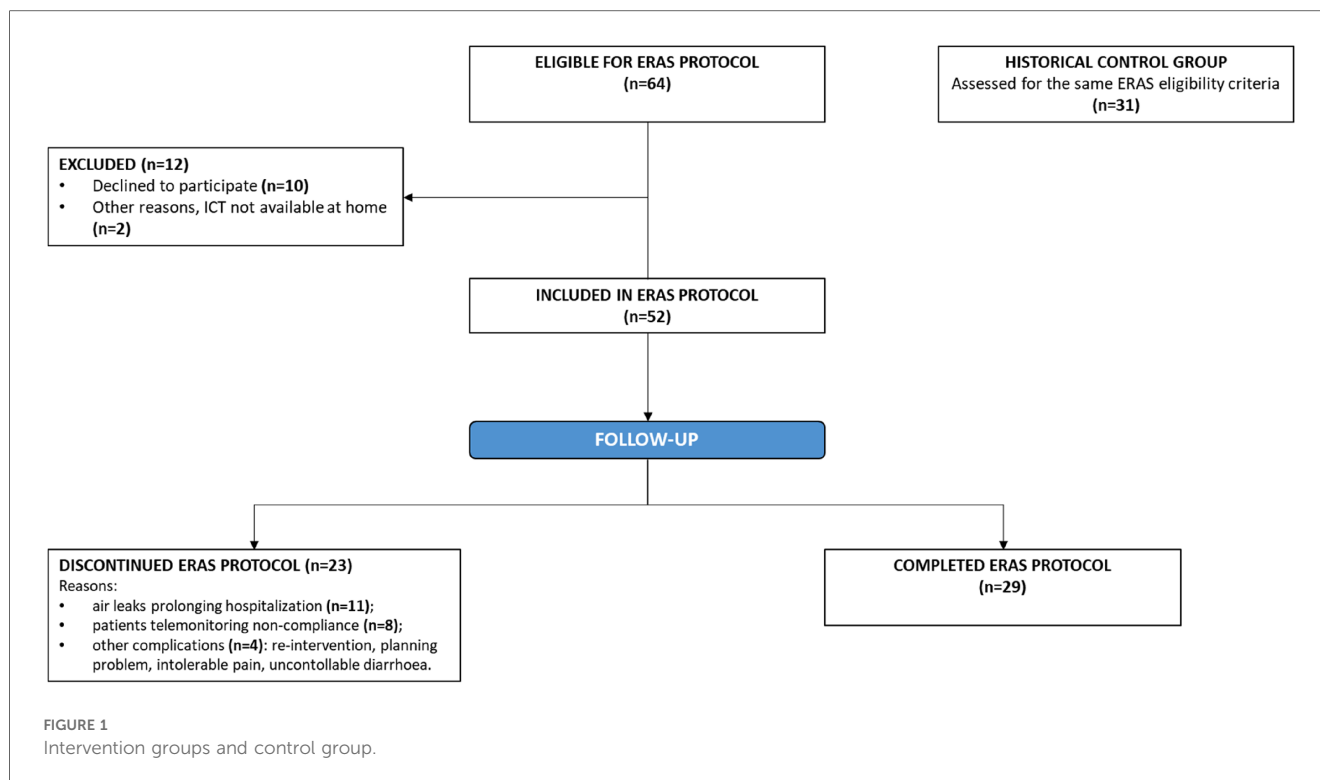 ELIGIBLE FOR ERAS PROTOCOL
(n=64)
HISTORICAL CONTROL GROUP
Assessed for the same ERAS eligibility criteria
(n=31)
EXCLUDED (n=12)
• Declined to participate (n=10)
• Other reasons, ICT not available at home
(n=2)
INCLUDED IN ERAS PROTOCOL
(n=52)
FOLLOW-UP
DISCONTINUED ERAS PROTOCOL (n=23)
Reasons:
• air leaks prolonging hospitalization (n=11);
• patients telemonitoring non-compliance (n=8);
• other complications (n=4): re-intervention, planning
problem, intolerable pain, uncontollable diarrhoea.
COMPLETED ERAS PROTOCOL
(n=29)
FIGURE 1
Intervention groups and control group.